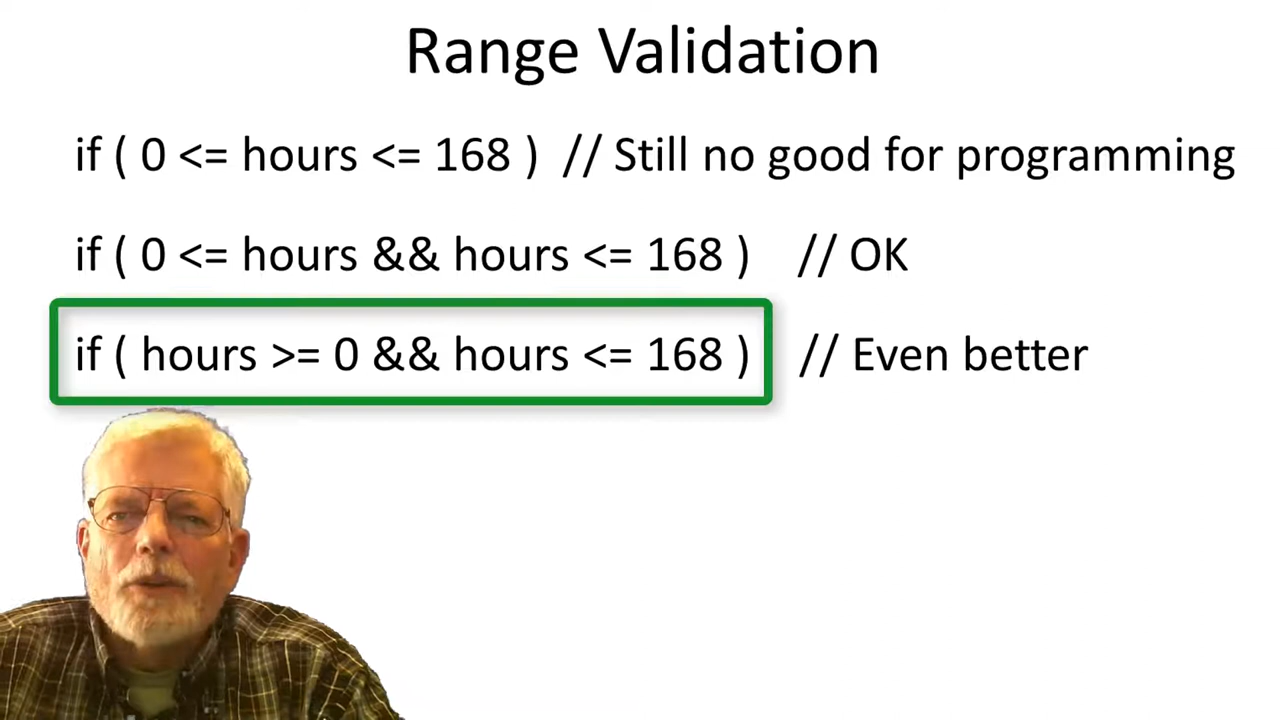 Range Validation
if ( 0 <= hours <= 168 ) // Still no good for programming
if ( 0 <= hours && hours <= 168 ) // OK
if ( hours >= 0 && hours <= 168 ) // Even better